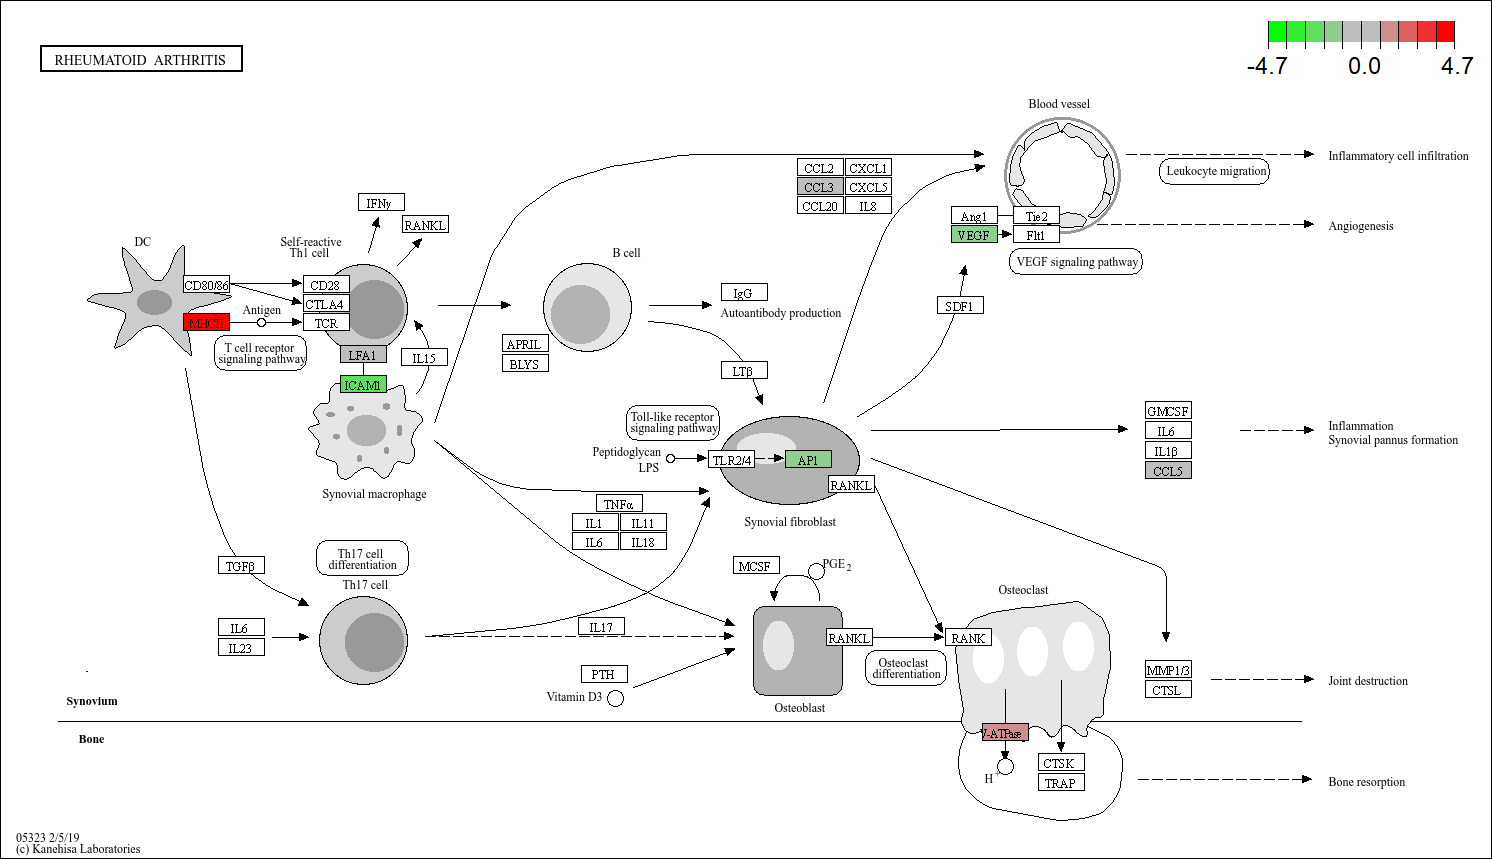 RHEUMATOID ARTHRITIS
-4.7
0.0
4.7
Blood vessel
CCL2
CXCL1
CCL3
CXCL5
CCL20
IL8
Inflammatory cell infiltration
Leukocyte migration
Ang1
Tie2
VEGF
Flt1
Angiogenesis
VEGF signaling pathway
IFNγ
RANKL
DC
Self-reactive
Th1 cell
B cell
CD80/86
CD28
CTLA4
MHCII
Antigen
TCR
T cell receptor
signaling pathway
LFA1
IL15
ICAM1
APRIL
BLYS
IgG
Autoantibody production
SDF1
LTβ
Toll-like receptor
signaling pathway
Peptidoglycan
LPS
TLR2/4
AP1
RANKL
Synovial fibroblast
GMCSF
IL6
IL1β
CCL5
Inflammation
Synovial pannus formation
Synovial macrophage
TNFα
IL1
IL11
IL6
IL18
TGFβ
Th17 cell
differentiation
Th17 cell
IL6
IL23
IL17
PTH
Vitamin D3
MCSF
PGE2
RANKL
Osteoblast
Osteoclast
RANK
Osteoclast
differentiation
MMP1/3
CTSL
Joint destruction
Synovium
Bone
V-ATPase
H+
CTSK
TRAP
Bone resorption
05323 2/5/19
(c) Kanehisa Laboratories